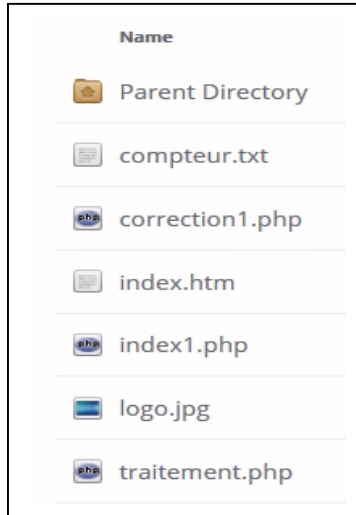 Name
Parent Directory
compteur.txt
correction1.php
index.htm
index1.php
logo.jpg
traitement.php